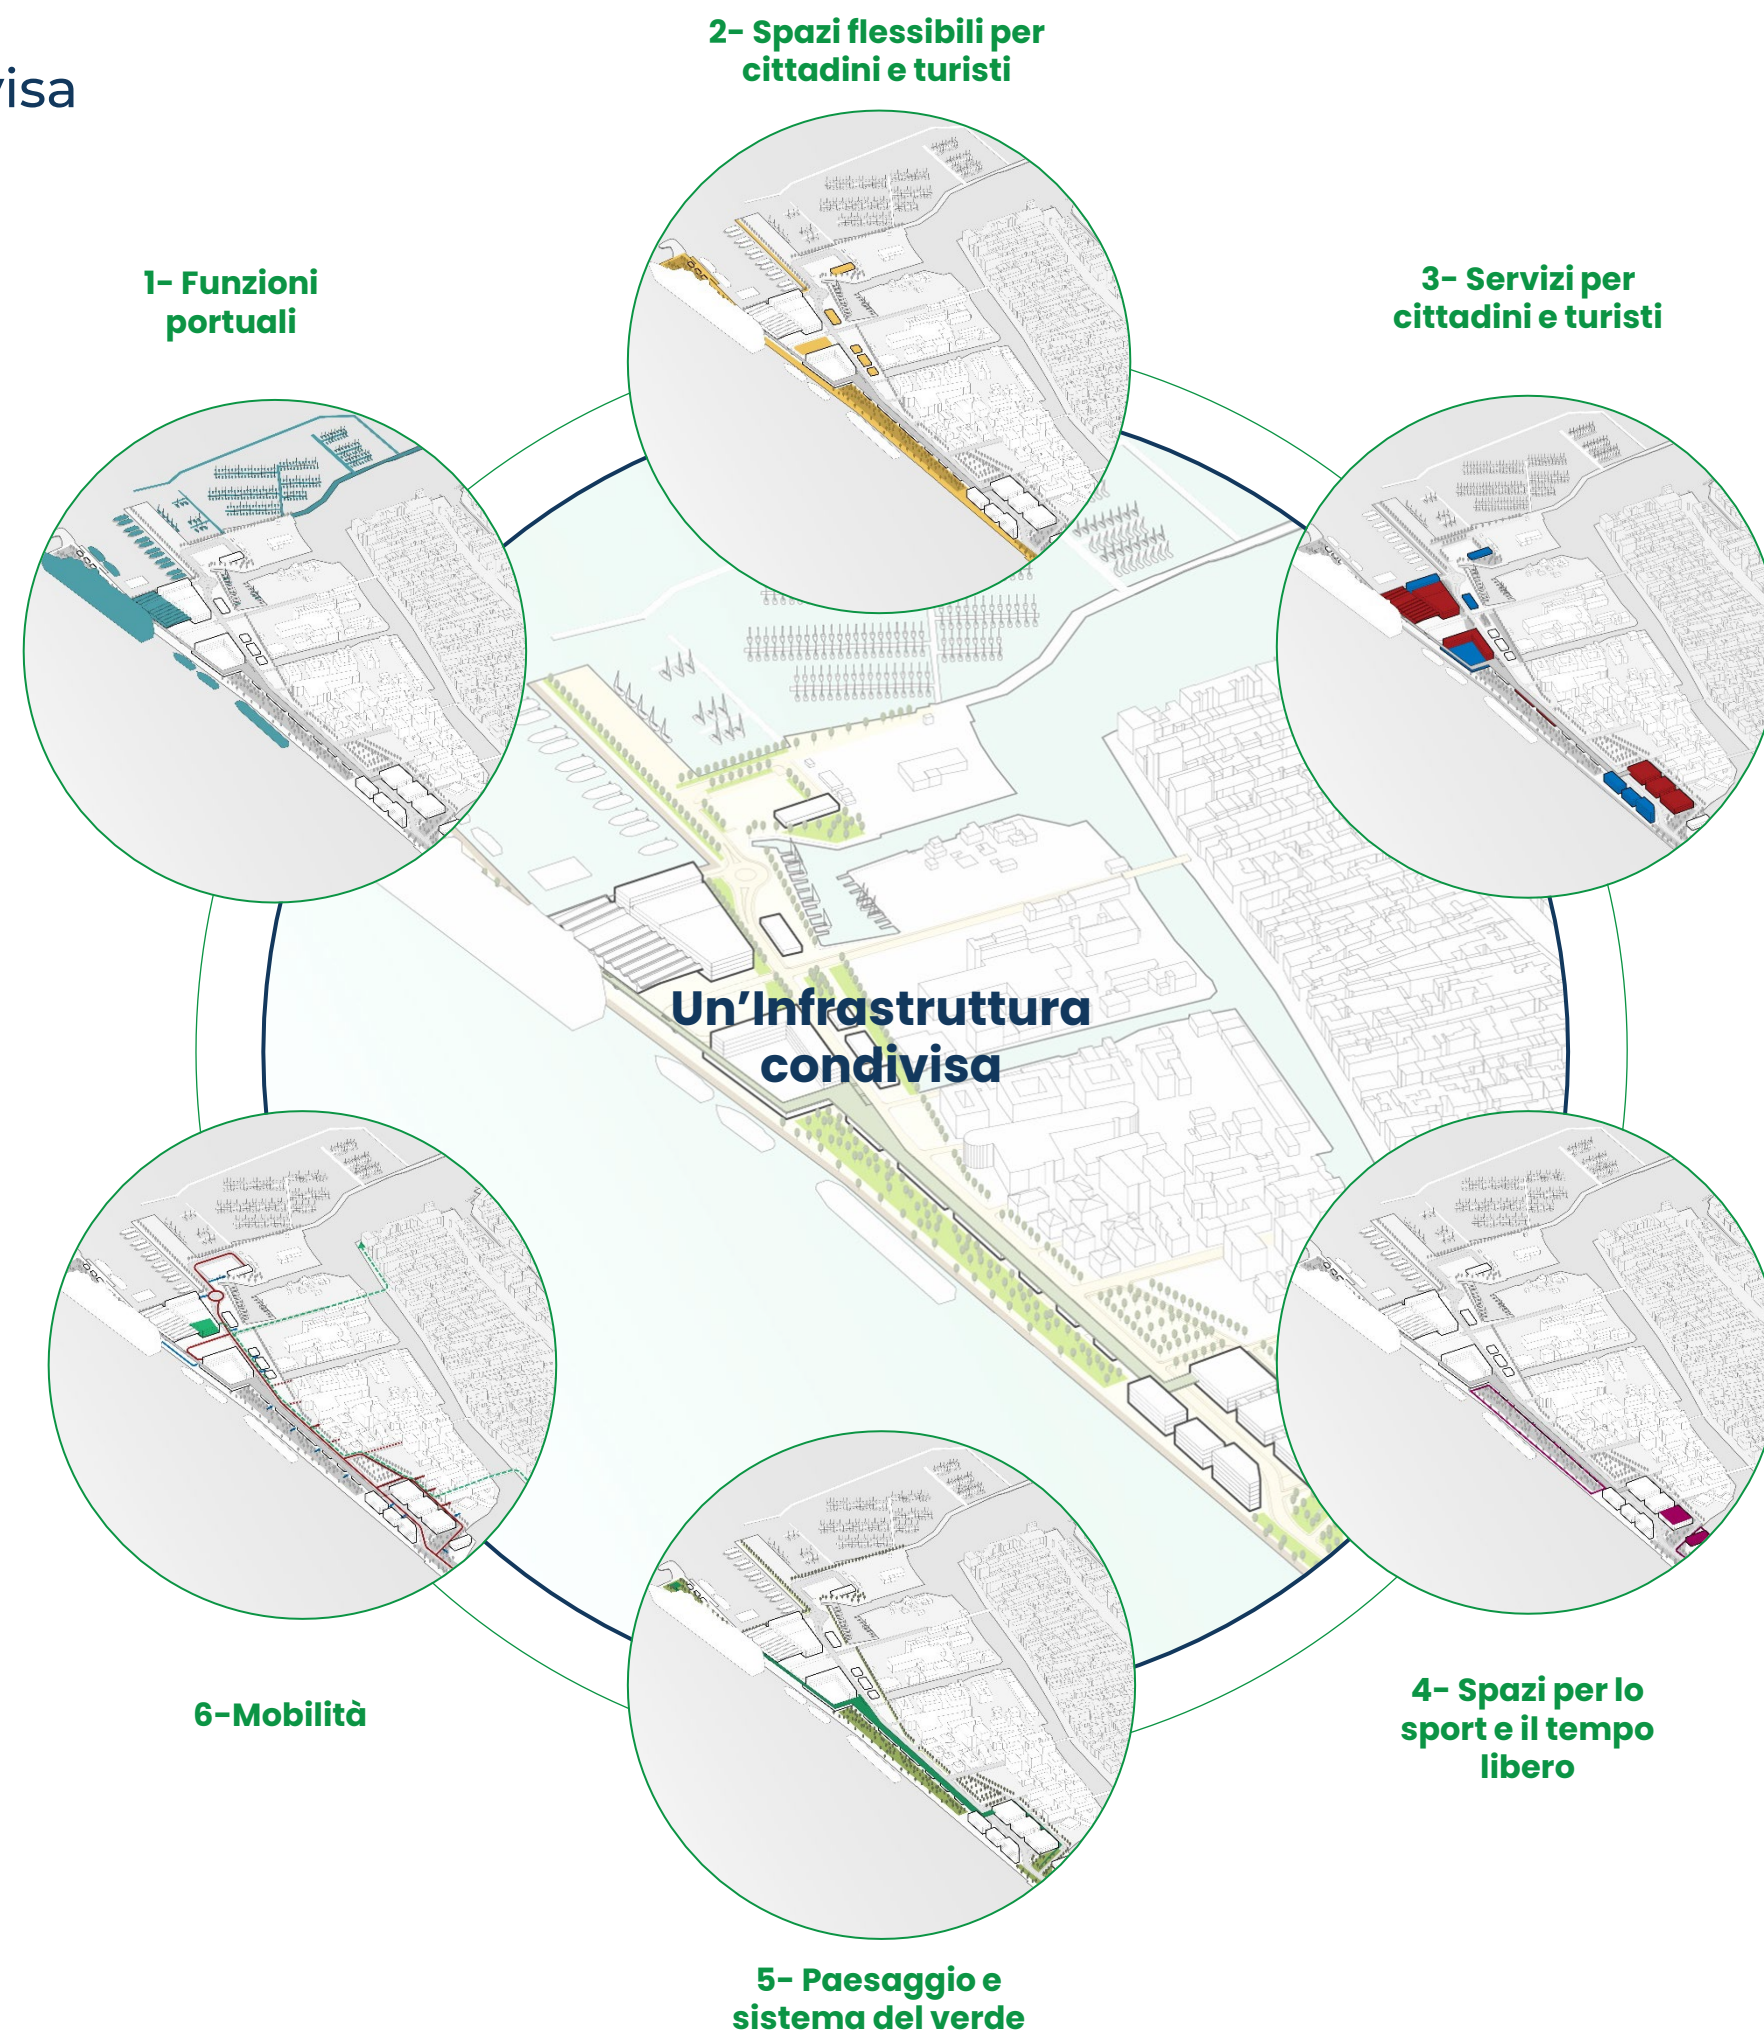 2- Spazi flessibili per
cittadini e turisti
1- Funzioni
portuali
3- Servizi per
cittadini e turisti
Un’Infrastruttura
condivisa
6-Mobilità
4- Spazi per lo
sport e il tempo
libero
5- Paesaggio e
sistema del verde